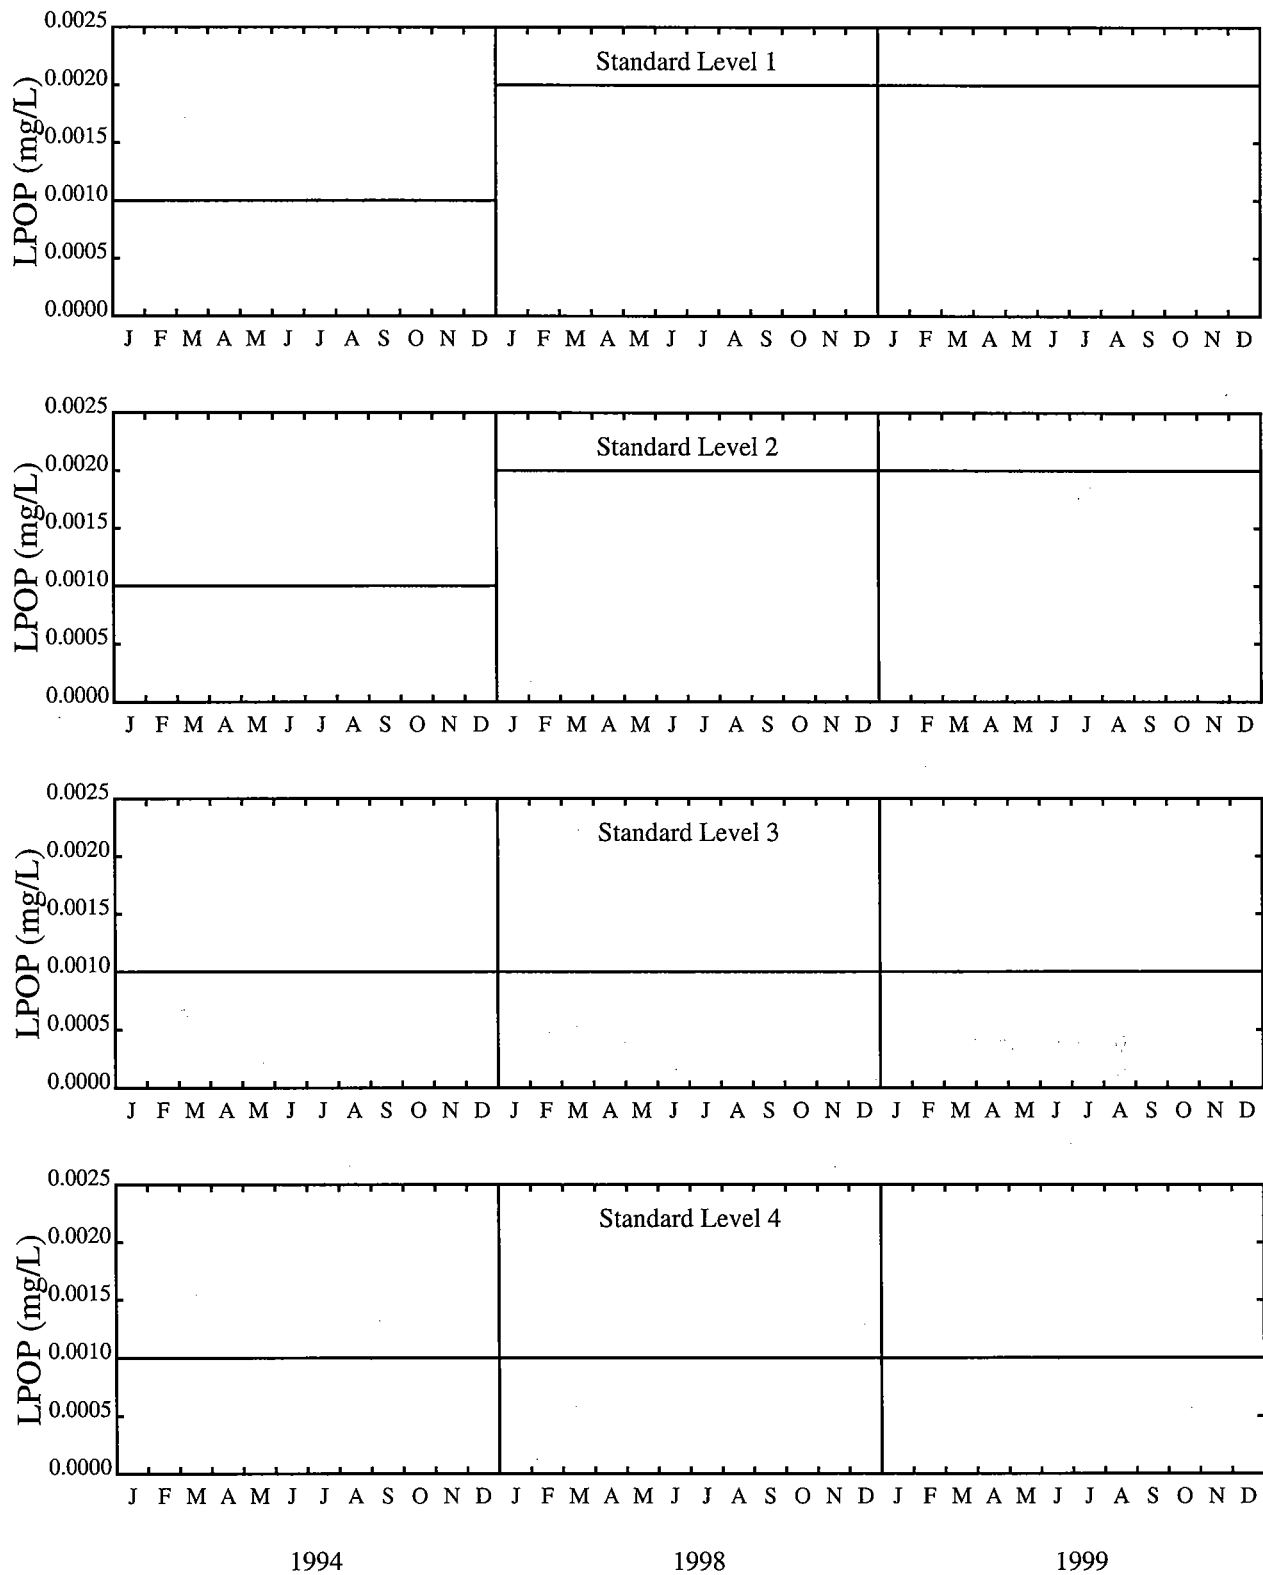 0.0025
Standard Level 1
0.0020
0.0015
0.0010
0.0005
0.0000
LPOP (mg/L)
J F M A M J J A S O N D J F M A M J J A S O N D J F M A M J J A S O N D
0.0025
Standard Level 2
0.0020
0.0015
0.0010
0.0005
0.0000
LPOP (mg/L)
J F M A M J J A S O N D J F M A M J J A S O N D J F M A M J J A S O N D
0.0025
Standard Level 3
0.0020
0.0015
0.0010
0.0005
0.0000
LPOP (mg/L)
J F M A M J J A S O N D J F M A M J J A S O N D J F M A M J J A S O N D
0.0025
Standard Level 4
0.0020
0.0015
0.0010
0.0005
0.0000
LPOP (mg/L)
J F M A M J J A S O N D J F M A M J J A S O N D J F M A M J J A S O N D
1994 1998 1999